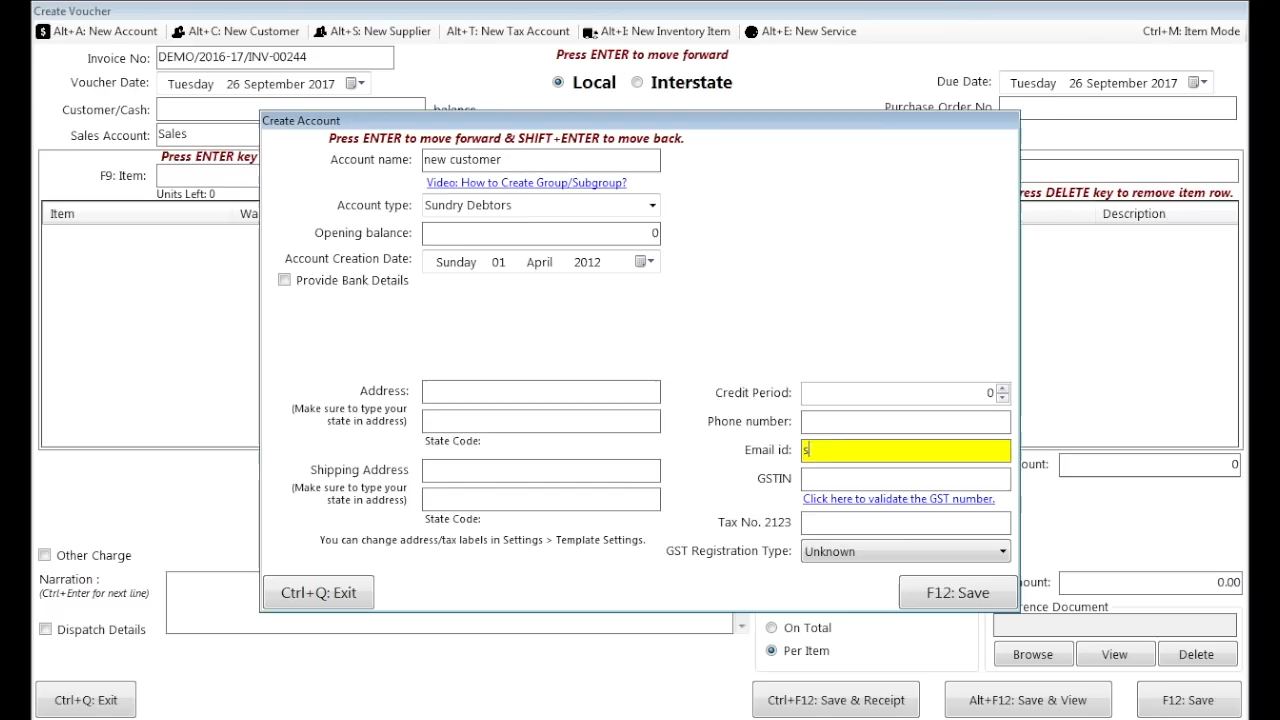 Create Voucher
Alt+A: New Account
Alt+C: New Customer
Alt+S: New Supplier
Alt+T: New Tax Account
Alt+I: New Inventory Item
Alt+E: New Service
Ctrl+M: Item Mode
Invoice No: DEMO/2016-17/INV-00244
Press ENTER to move forward
Voucher Date: Tuesday 26 September 2017
Local
Interstate
Due Date: Tuesday 26 September 2017
Customer/Cash:
balance
Purchase Order No
Sales Account: Sales
Press ENTER key
F9: Item:
Units Left: 0
press DELETE key to remove item row.
Item
Wa
Description
Create Account
Press ENTER to move forward & SHIFT+ENTER to move back.
Account name: new customer
Video: How to Create Group/Subgroup?
Account type: Sundry Debtors
Opening balance: 0
Account Creation Date: Sunday 01 April 2012
Provide Bank Details
Address:
(Make sure to type your
state in address)
State Code:
Shipping Address
(Make sure to type your
state in address)
State Code:
You can change address/tax labels in Settings > Template Settings.
Credit Period: 0
Phone number:
Email id: s
GSTIN
Click here to validate the GST number.
Tax No. 2123
GST Registration Type: Unknown
Ctrl+Q: Exit
F12: Save
ount: 0
Other Charge
Narration :
(Ctrl+Enter for next line)
Dispatch Details
mount: 0.00
rence Document
On Total
Per Item
Browse
View
Delete
Ctrl+Q: Exit
Ctrl+F12: Save & Receipt
Alt+F12: Save & View
F12: Save